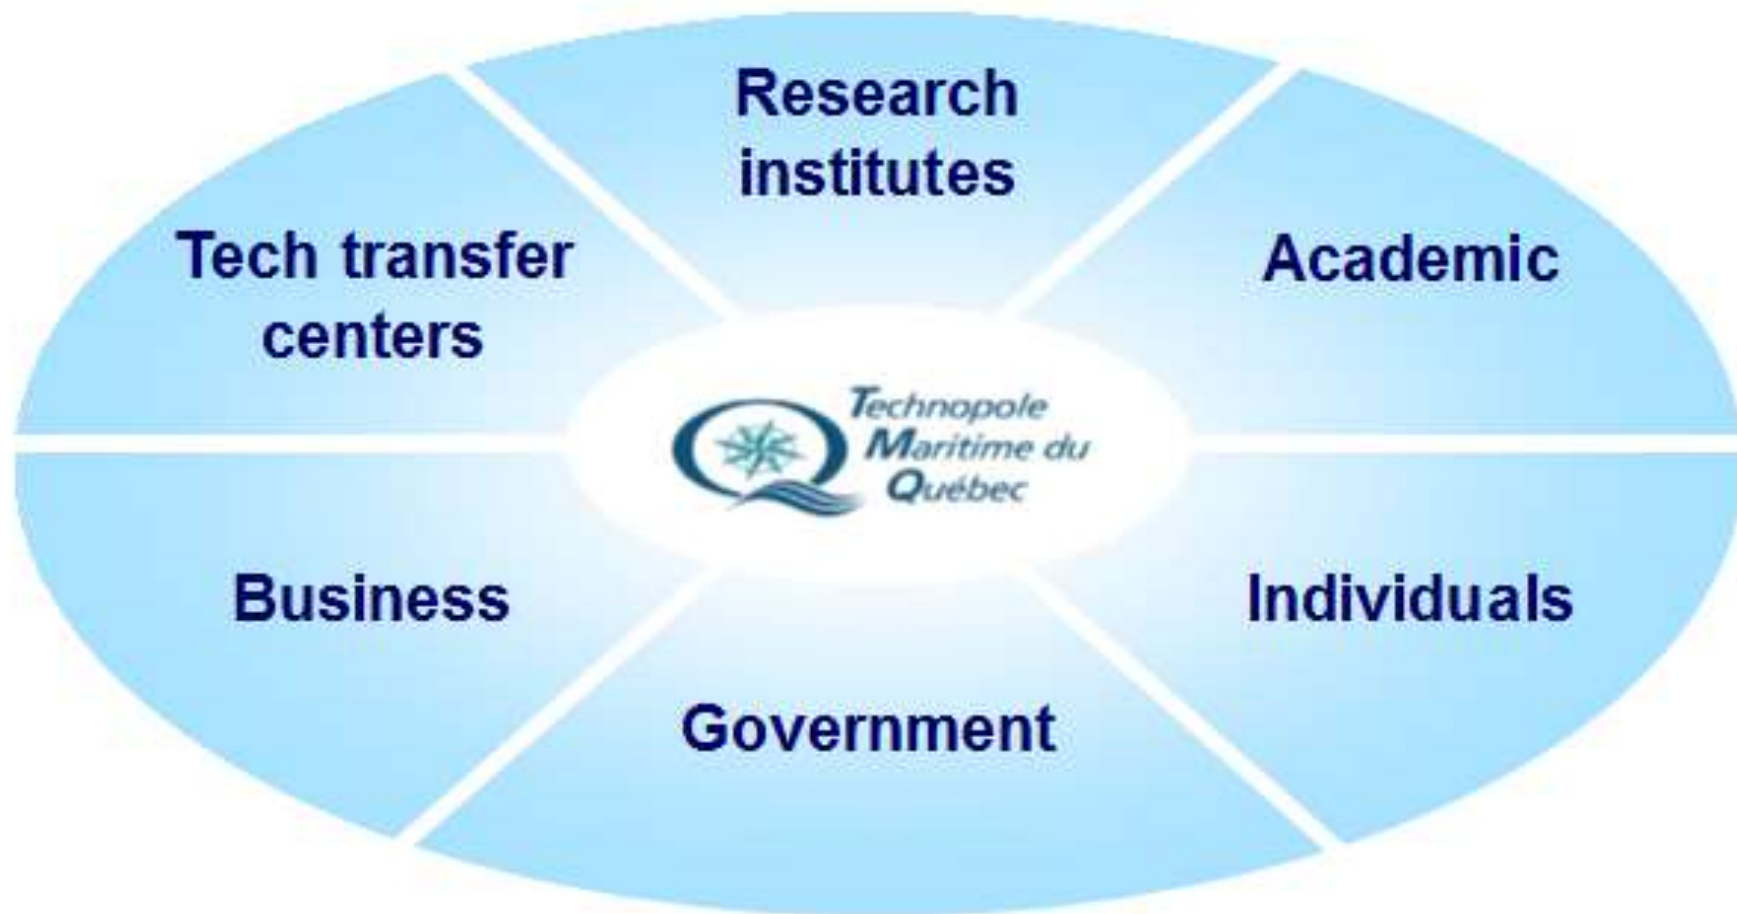 Research
institutes
Tech transfer
centers
Academic
Technopole
Maritime du
Québec
Business
Individuals
Government